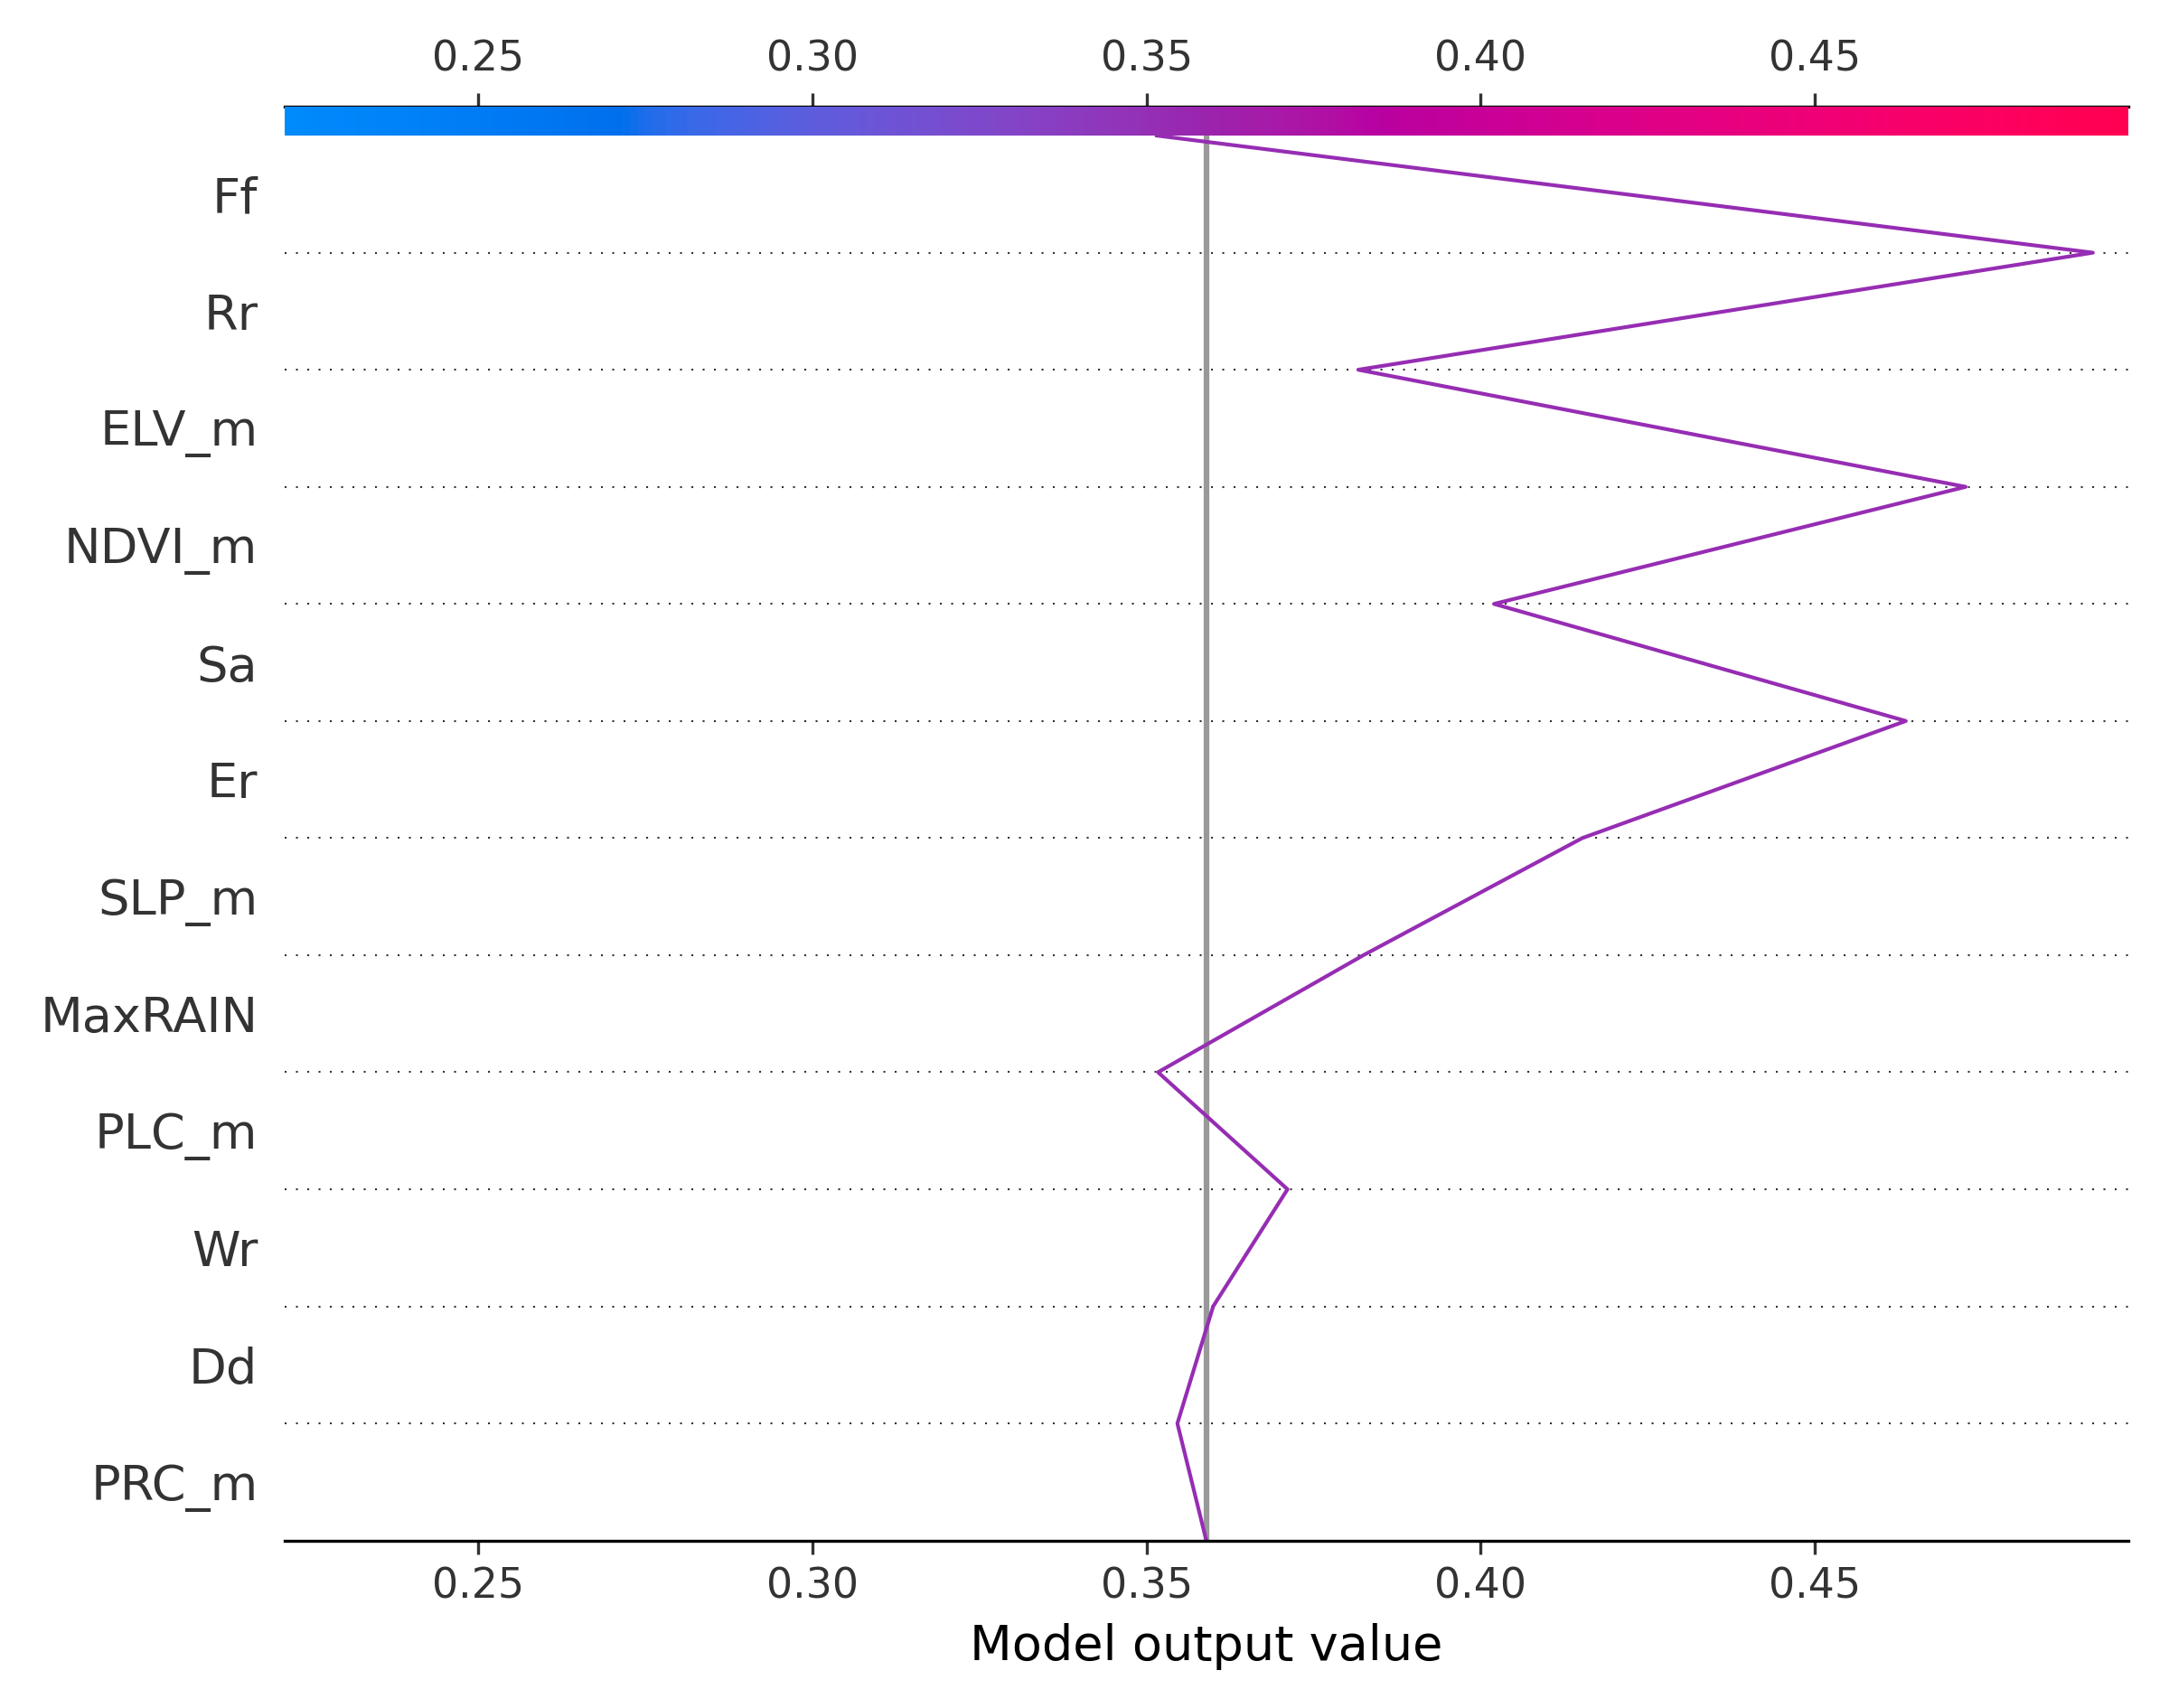 0.25 0.30 0.35 0.40 0.45
Ff
Rr
ELV_m
NDVI_m
Sa
Er
SLP_m
MaxRAIN
PLC_m
Wr
Dd
PRC_m
0.25 0.30 0.35 0.40 0.45
Model output value